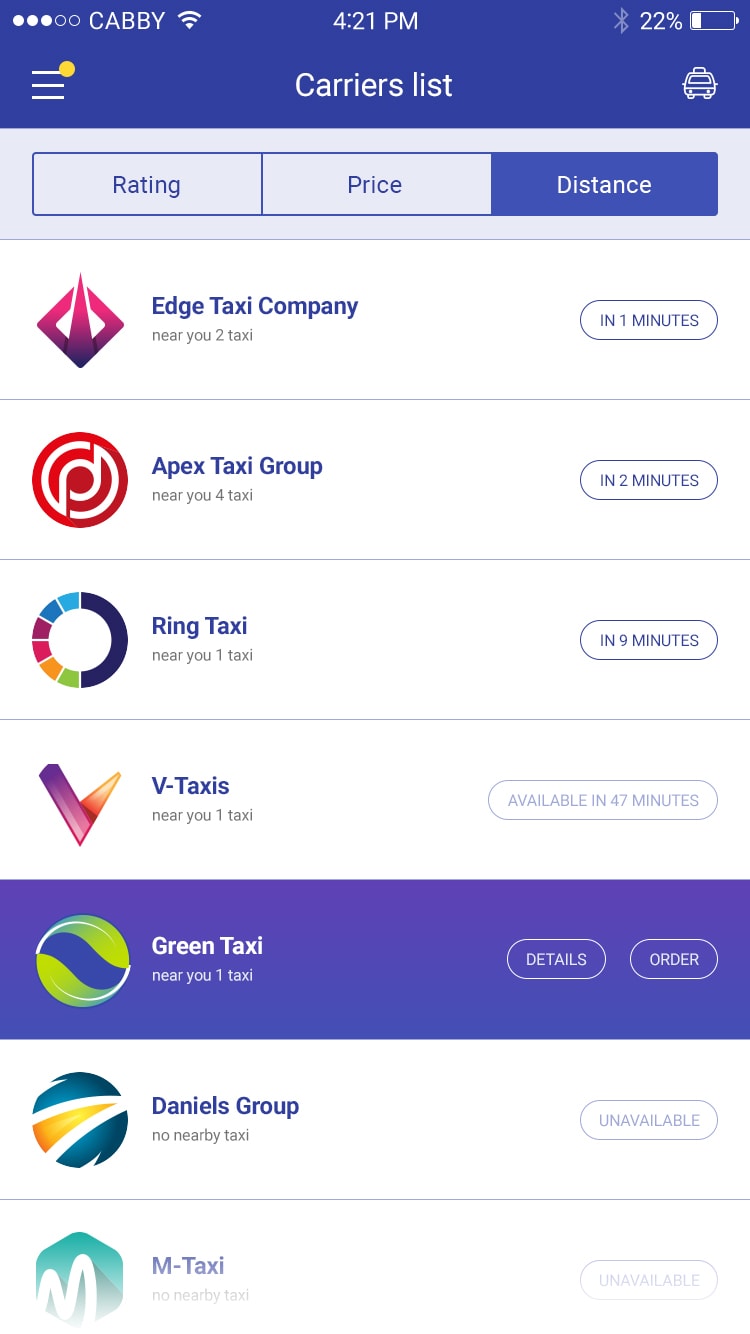 CABBY 4:21 PM 22%
Carriers list
Rating Price Distance
Edge Taxi Company
near you 2 taxi
IN 1 MINUTES
Apex Taxi Group
near you 4 taxi
IN 2 MINUTES
Ring Taxi
near you 1 taxi
IN 9 MINUTES
V-Taxis
near you 1 taxi
AVAILABLE IN 47 MINUTES
Green Taxi
near you 1 taxi
DETAILS ORDER
Daniels Group
no nearby taxi
UNAVAILABLE
M-Taxi
no nearby taxi
UNAVAILABLE